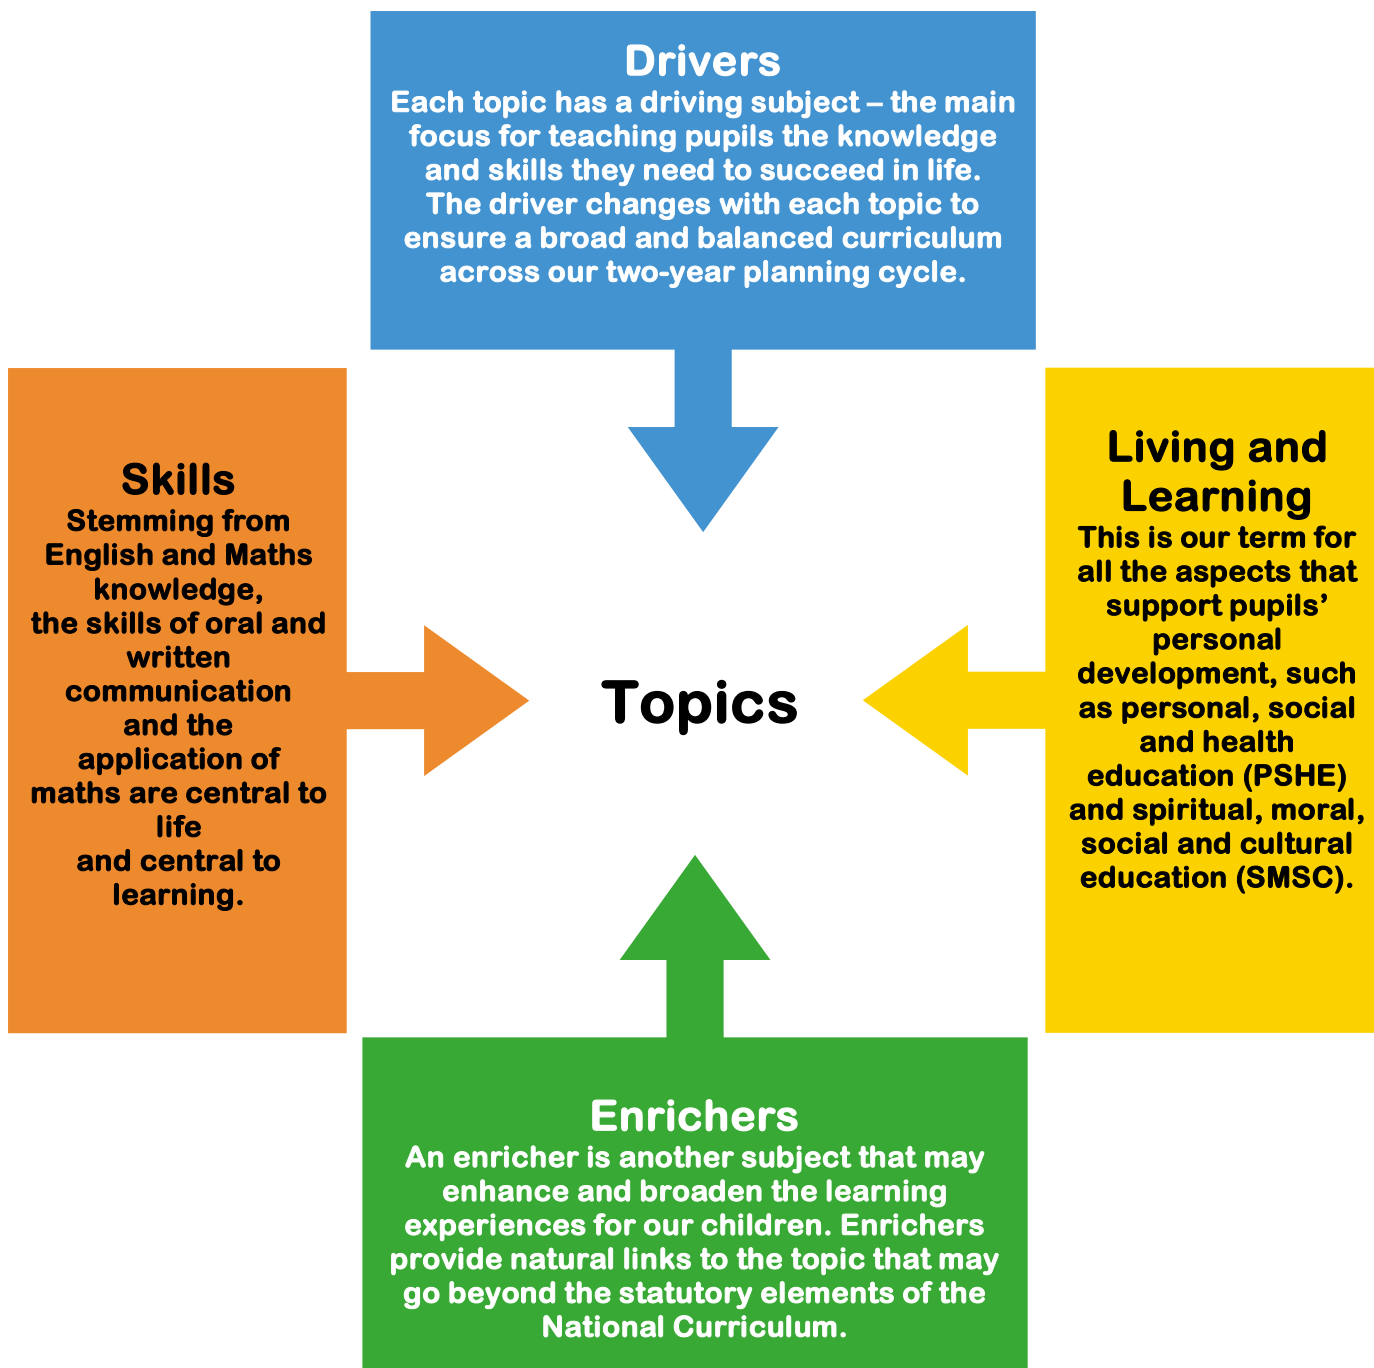 Drivers
Each topic has a driving subject – the main
focus for teaching pupils the knowledge
and skills they need to succeed in life.
The driver changes with each topic to
ensure a broad and balanced curriculum
across our two-year planning cycle.
Skills
Stemming from
English and Maths
knowledge,
the skills of oral and
written
communication
and the
application of
maths are central to
life
and central to
learning.
Topics
Living and
Learning
This is our term for
all the aspects that
support pupils’
personal
development, such
as personal, social
and health
education (PSHE)
and spiritual, moral,
social and cultural
education (SMSC).
Enrichers
An enricher is another subject that may
enhance and broaden the learning
experiences for our children. Enrichers
provide natural links to the topic that may
go beyond the statutory elements of the
National Curriculum.